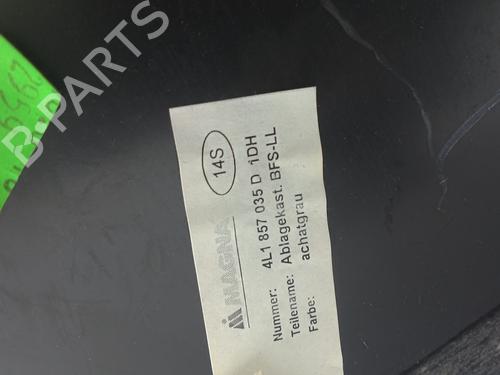 14S
MAGNA
Nummer: 4L1 857 035 D 1DH
Teilename: Ablagekast. BFS-LL
Farbe: achatgrau
B-PARTS